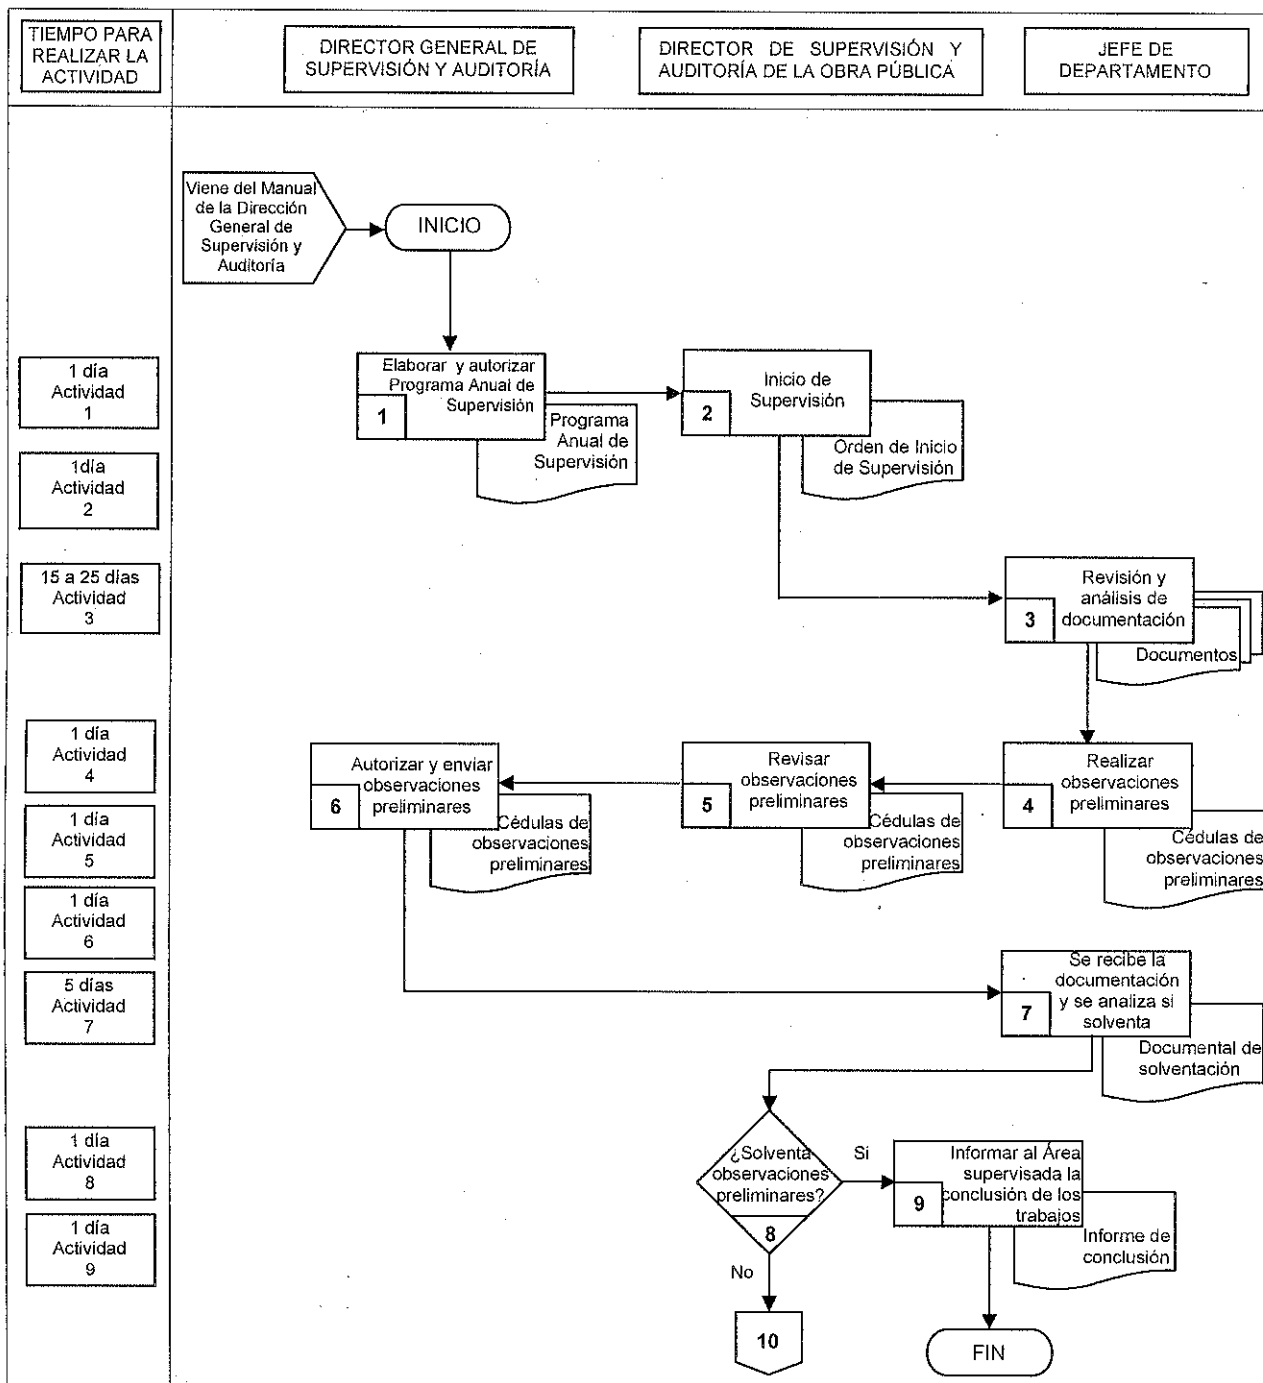 TIEMPO PARA
REALIZAR LA
ACTIVIDAD
DIRECTOR GENERAL DE
SUPERVISIÓN Y AUDITORÍA
DIRECTOR DE SUPERVISIÓN Y
AUDITORÍA DE LA OBRA PÚBLICA
JEFE DE
DEPARTAMENTO
Viene del Manual
de la Dirección
General de
Supervisión y
Auditoría
INICIO
1 día
Actividad
1
Elaborar y autorizar
Programa Anual de
Supervisión
1
Programa
Anual de
Supervisión
Inicio de
Supervisión
2
Orden de Inicio
de Supervisión
1día
Actividad
2
15 a 25 días
Actividad
3
Revisión y
análisis de
documentación
3
Documentos
1 día
Actividad
4
Autorizar y enviar
observaciones
preliminares
6
Cédulas de
observaciones
preliminares
Revisar
observaciones
preliminares
5
Cédulas de
observaciones
preliminares
Realizar
observaciones
preliminares
4
Cédulas de
observaciones
preliminares
1 día
Actividad
5
1 día
Actividad
6
5 días
Actividad
7
Se recibe la
documentación
y se analiza si
solventa
7
Documental de
solventación
1 día
Actividad
8
¿Solventa
observaciones
preliminares?
8
Si
No
Informar al Área
supervisada la
conclusión de los
trabajos
9
Informe de
conclusión
1 día
Actividad
9
10
FIN